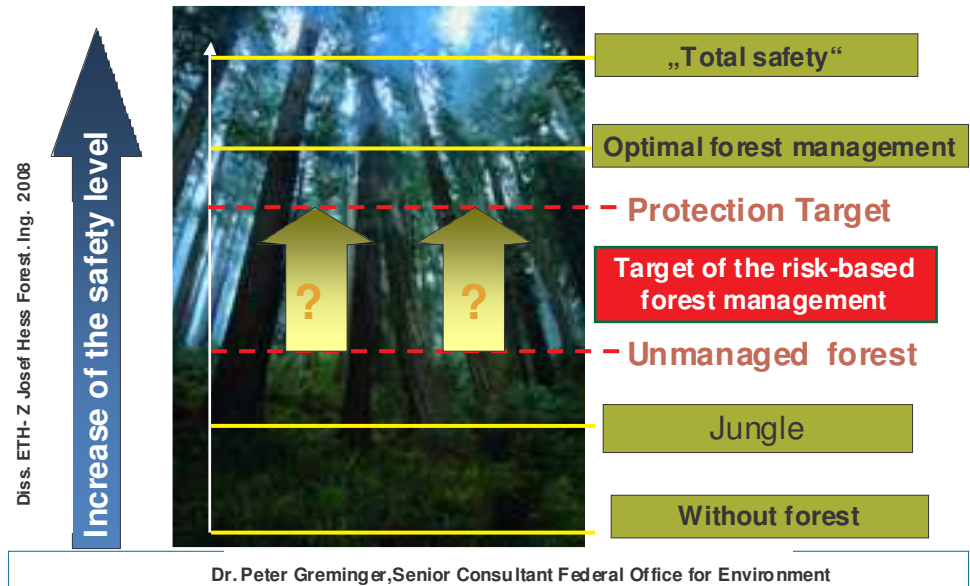 „Total safety“
Optimal forest management
Protection Target
Target of the risk-based
forest management
Unmanaged forest
Jungle
Without forest
Increase of the safety level
Diss. ETH- Z Josef Hess Forest. Ing. 2008
?
?
Dr. Peter Greminger,Senior Consultant Federal Office for Environment